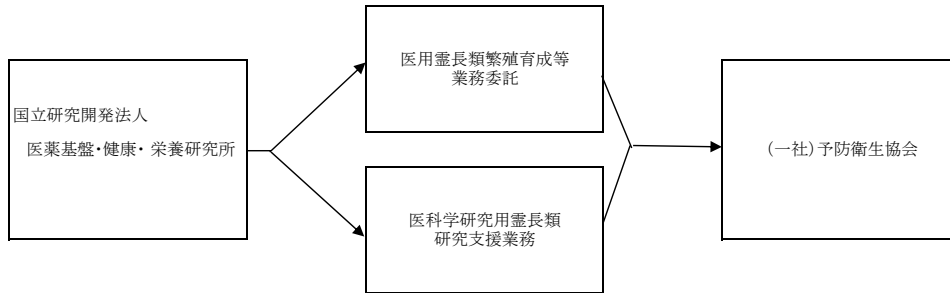 国立研究開発法人
医薬基盤・健康・栄養研究所
医用霊長類繁殖育成等
業務委託
医科学研究用霊長類
研究支援業務
（一社）予防衛生協会